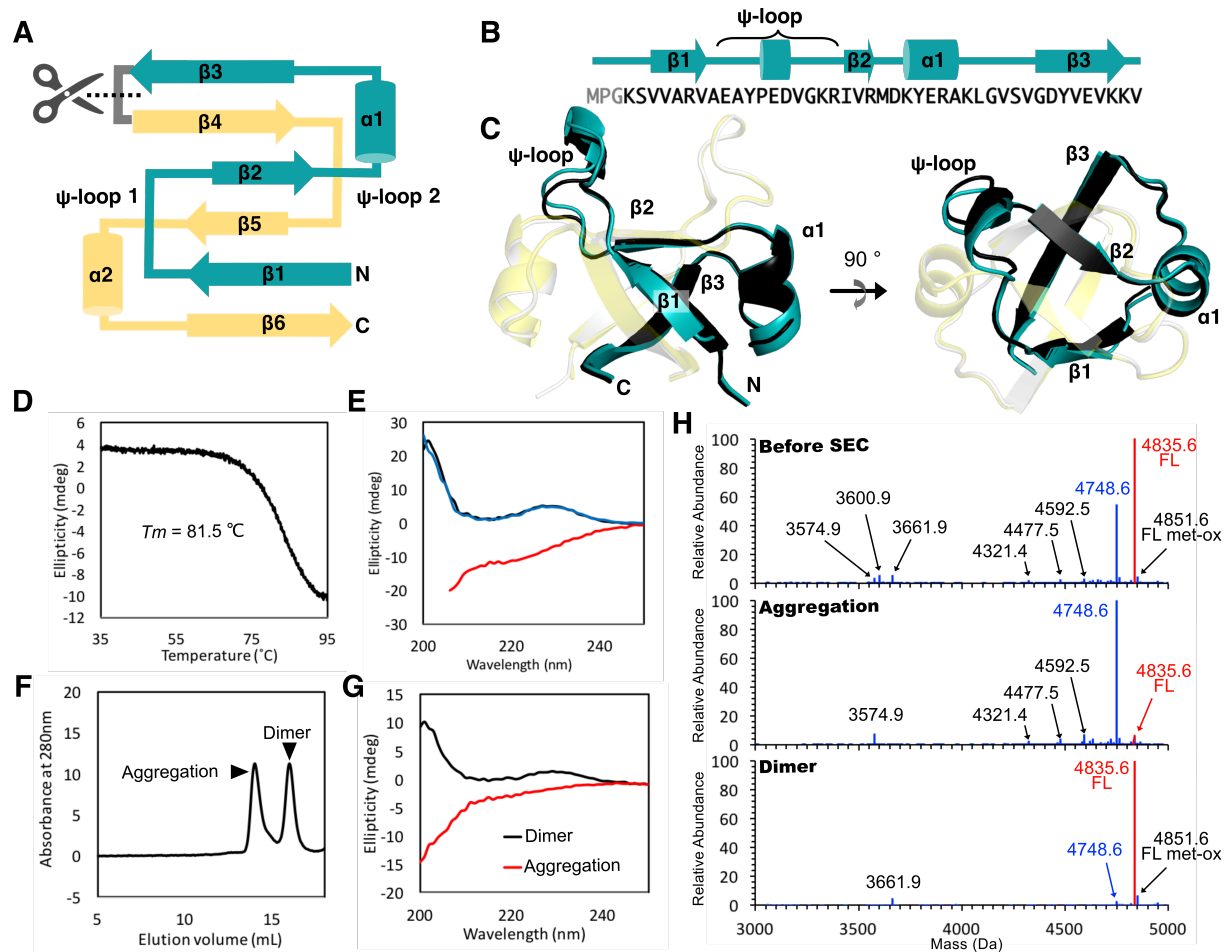 A
β3
β4
α1
β2
ψ-loop 1
ψ-loop 2
β5
α2
β1
N
β6
C
B
ψ-loop
β1
β2
α1
β3
MPGKSVVARVAEAYPEDVGKRIVRMDKYERAKLGVSVGDYVEVKKV
C
ψ-loop
β2
α1
β3
β1
C
N
90 °
ψ-loop
β3
β2
α1
β1
D
Ellipticity (mdeg)
6
4
2
0
-2
-4
-6
-8
-10
-12
Tm = 81.5 ℃
35 55 75 95
Temperature (˚C)
E
Ellipticity (mdeg)
30
20
10
0
-10
-20
-30
200 220 240
Wavelength (nm)
F
Absorbance at 280nm
20
15
10
5
0
-5
Dimer
Aggregation
5 10 15
Elution volume (mL)
G
Ellipticity (mdeg)
15
10
5
0
-5
-10
-15
-20
Dimer
Aggregation
200 220 240
Wavelength (nm)
H
Relative Abundance
100
80
60
40
20
0
Before SEC
4835.6
FL
4748.6
3600.9
4592.5
3574.9
3661.9
4477.5
4321.4
4851.6
FL met-ox
Relative Abundance
100
80
60
40
20
0
Aggregation
4748.6
4592.5
4835.6
FL
4477.5
3574.9
4321.4
Relative Abundance
100
80
60
40
20
0
Dimer
4835.6
FL
4748.6
4851.6
FL met-ox
3661.9
3000 3500 4000 4500 5000
Mass (Da)